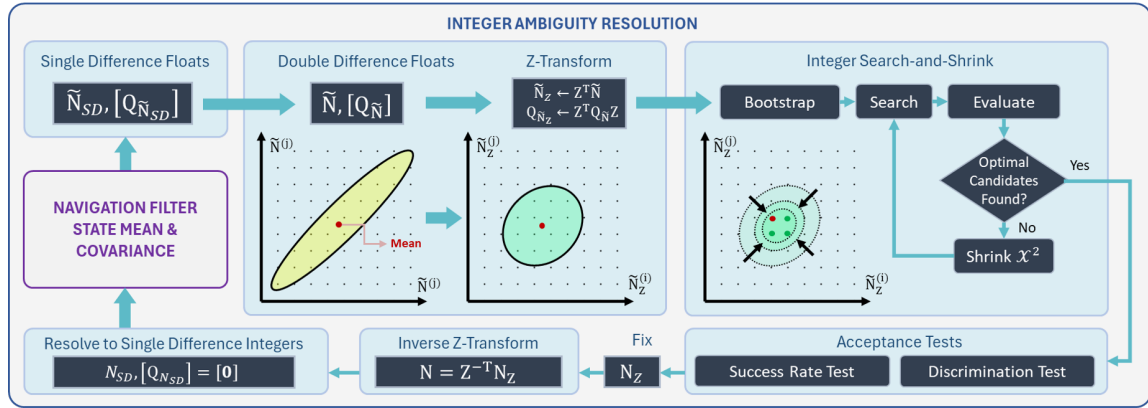 INTEGER AMBIGUITY RESOLUTION
Single Difference Floats
Ñ_SD, [Q_Ñ_SD]
NAVIGATION FILTER
STATE MEAN &
COVARIANCE
Double Difference Floats
Ñ, [Q_Ñ]
Ñ^(j)
Mean
Ñ^(j)
Z-Transform
Ñ_Z ← Z^T Ñ
Q_Ñ_Z ← Z^T Q_Ñ Z
Ñ_Z^(j)
Ñ_Z^(i)
Integer Search-and-Shrink
Bootstrap
Search
Evaluate
Optimal
Candidates
Found?
Yes
No
Shrink 𝒳^2
Ñ_Z^(j)
Ñ_Z^(i)
Acceptance Tests
Success Rate Test
Discrimination Test
Fix
N_Z
Inverse Z-Transform
N = Z^-T N_Z
Resolve to Single Difference Integers
N_SD, [Q_N_SD] = [0]